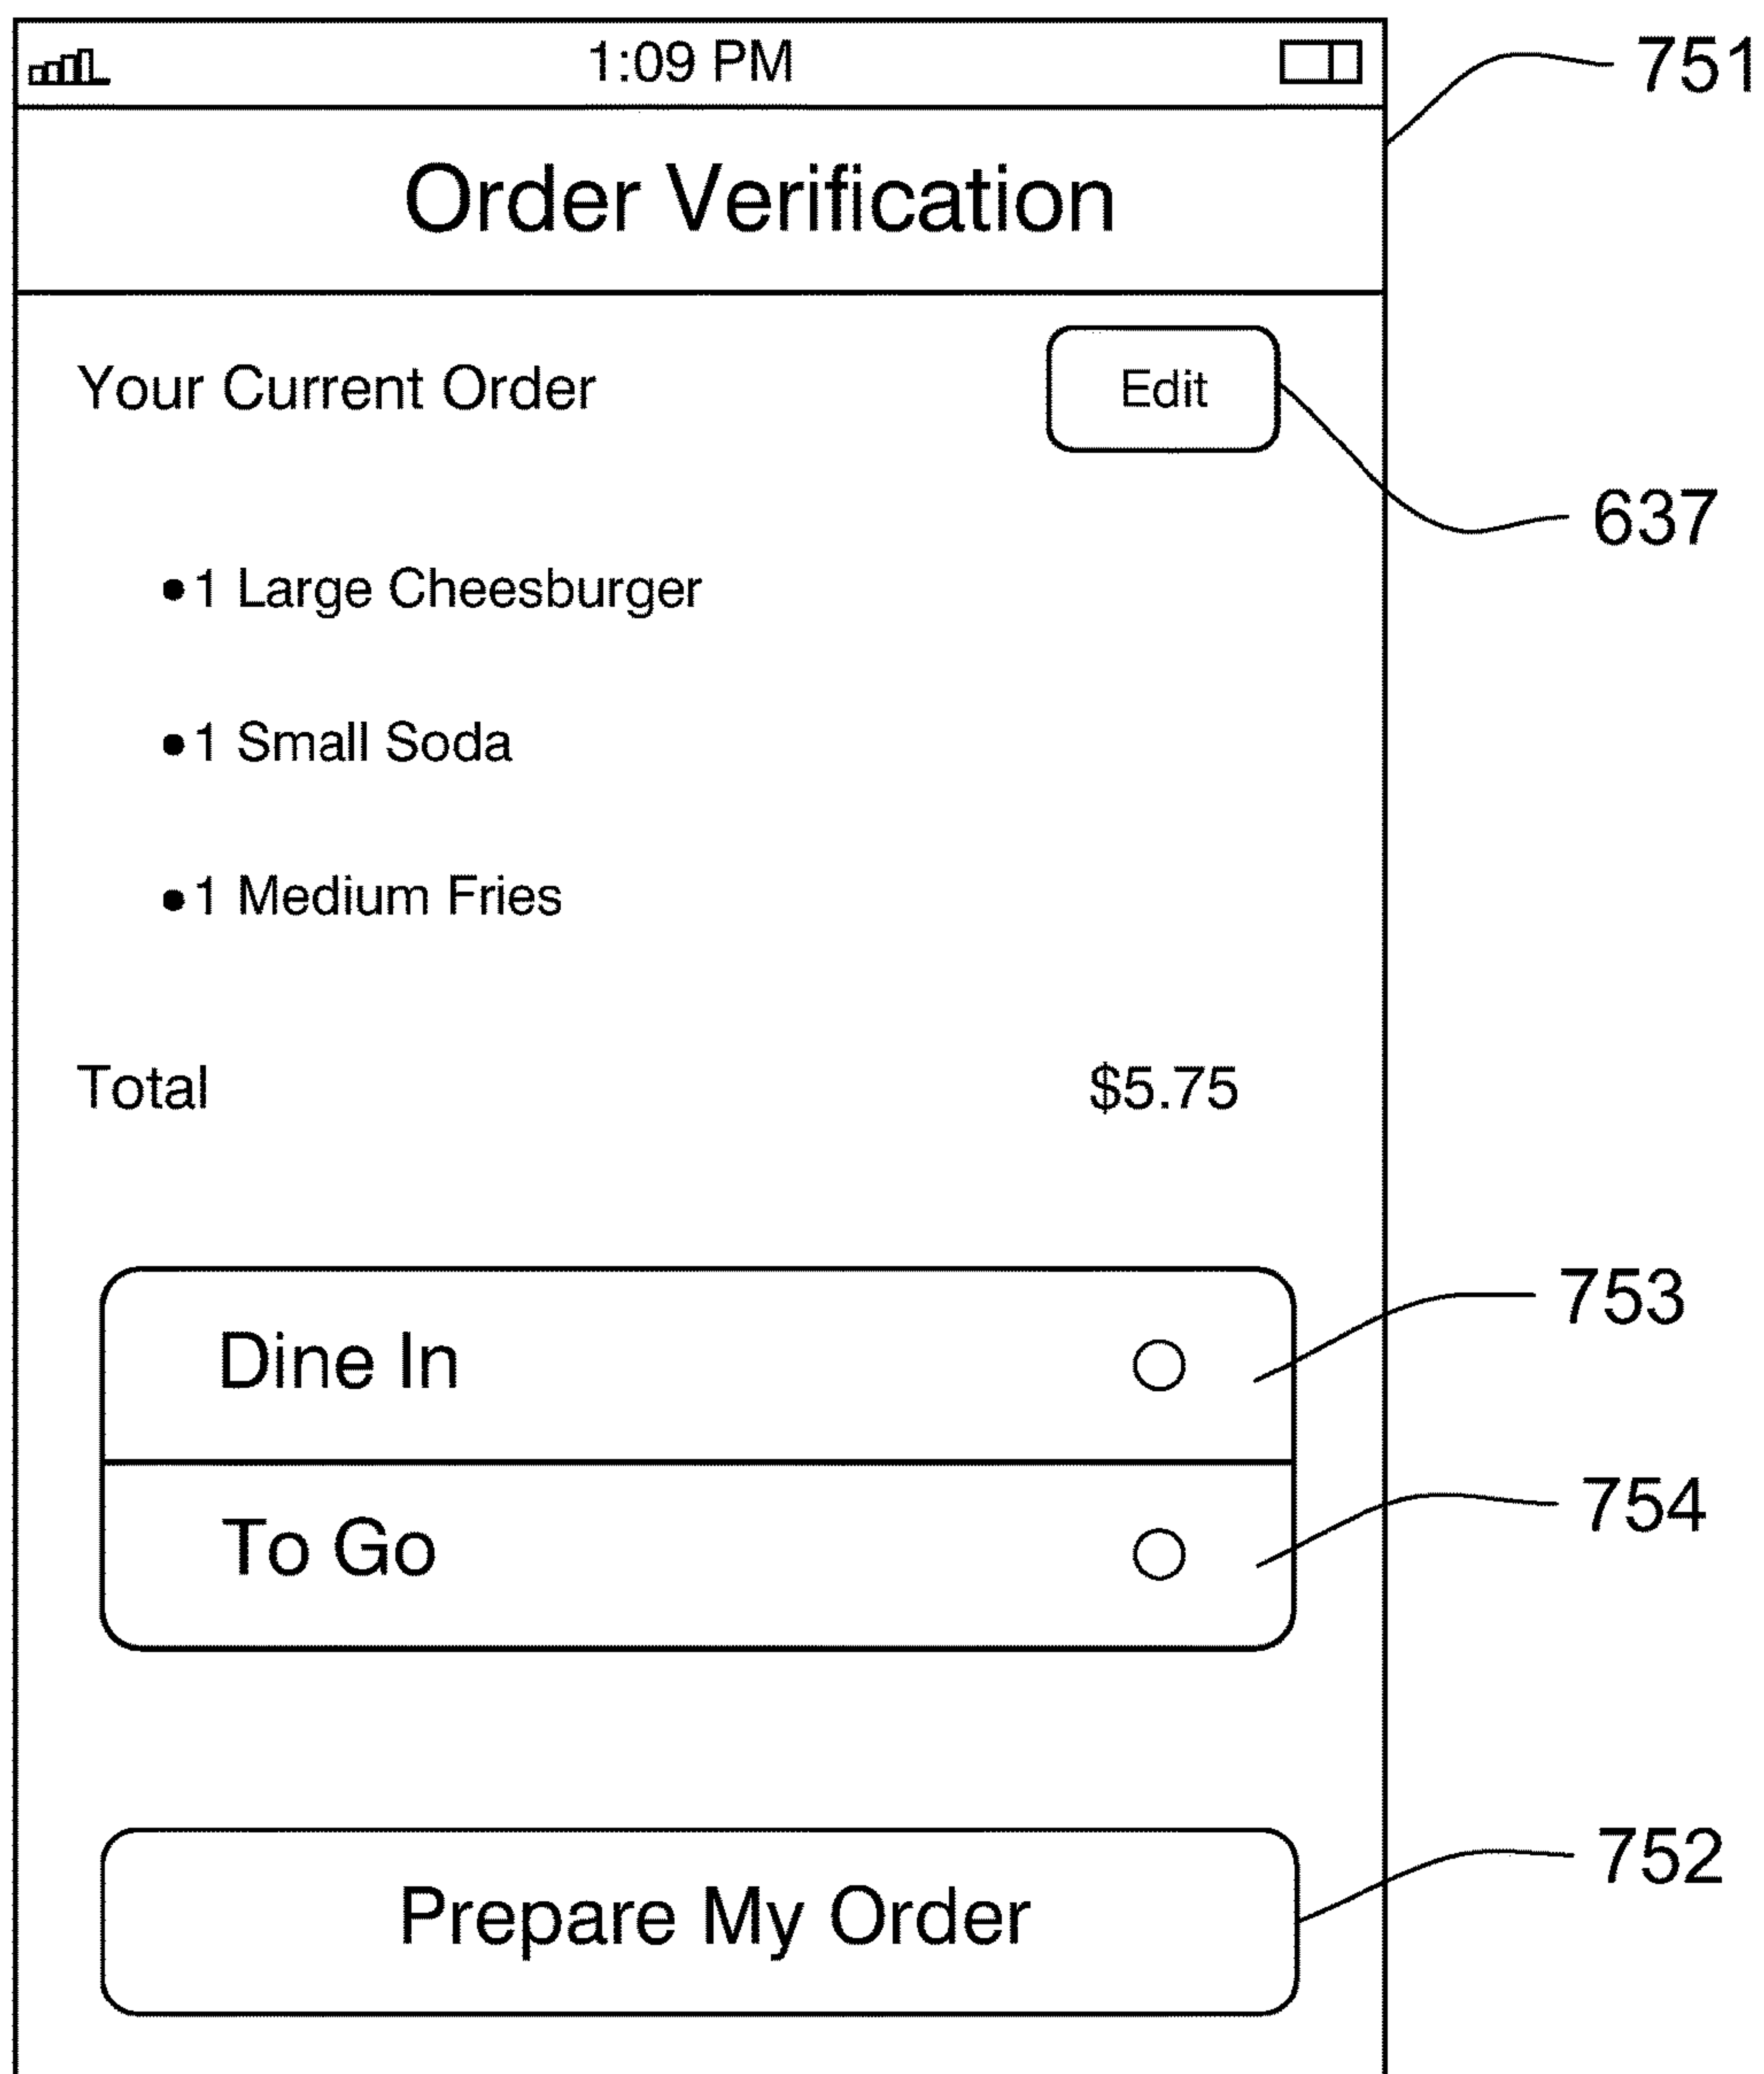 1:09 PM
751
Order Verification
Your Current Order
Edit
637
•1 Large Cheesburger
•1 Small Soda
•1 Medium Fries
Total $5.75
753
Dine In
754
To Go
752
Prepare My Order